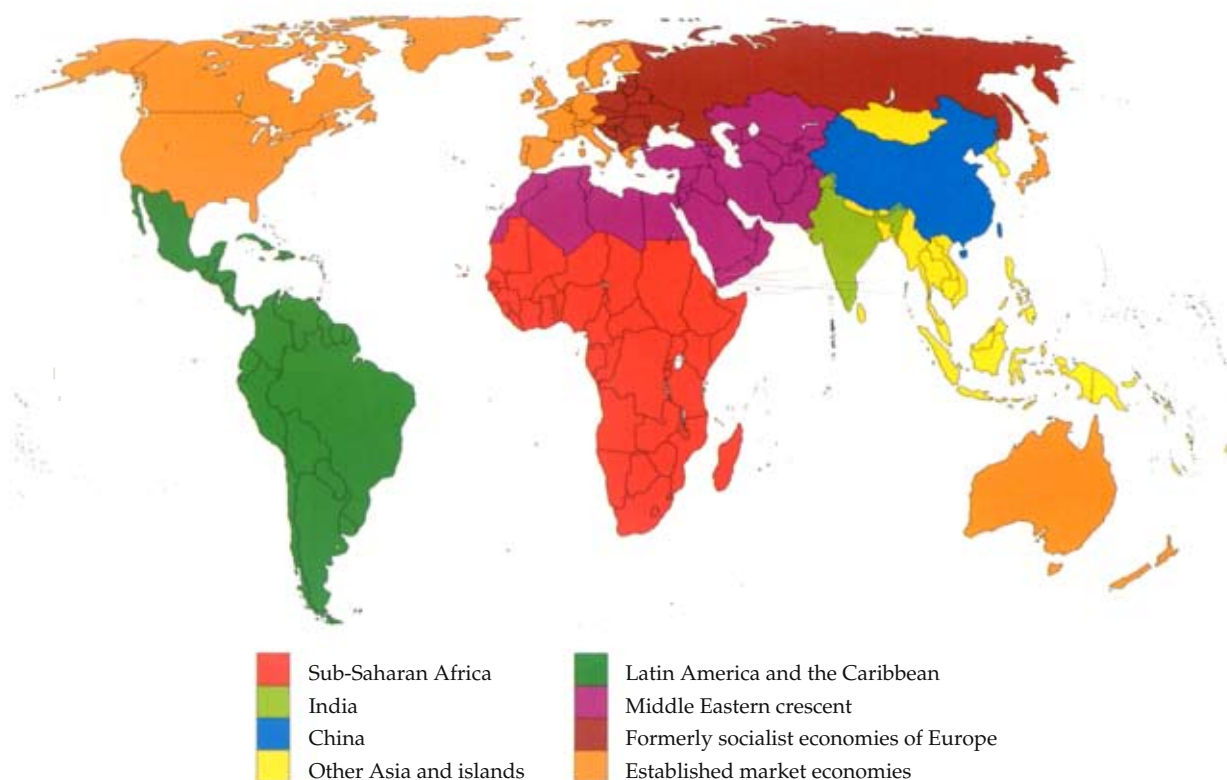 Sub-Saharan Africa
India
China
Other Asia and islands
Latin America and the Caribbean
Middle Eastern crescent
Formerly socialist economies of Europe
Established market economies